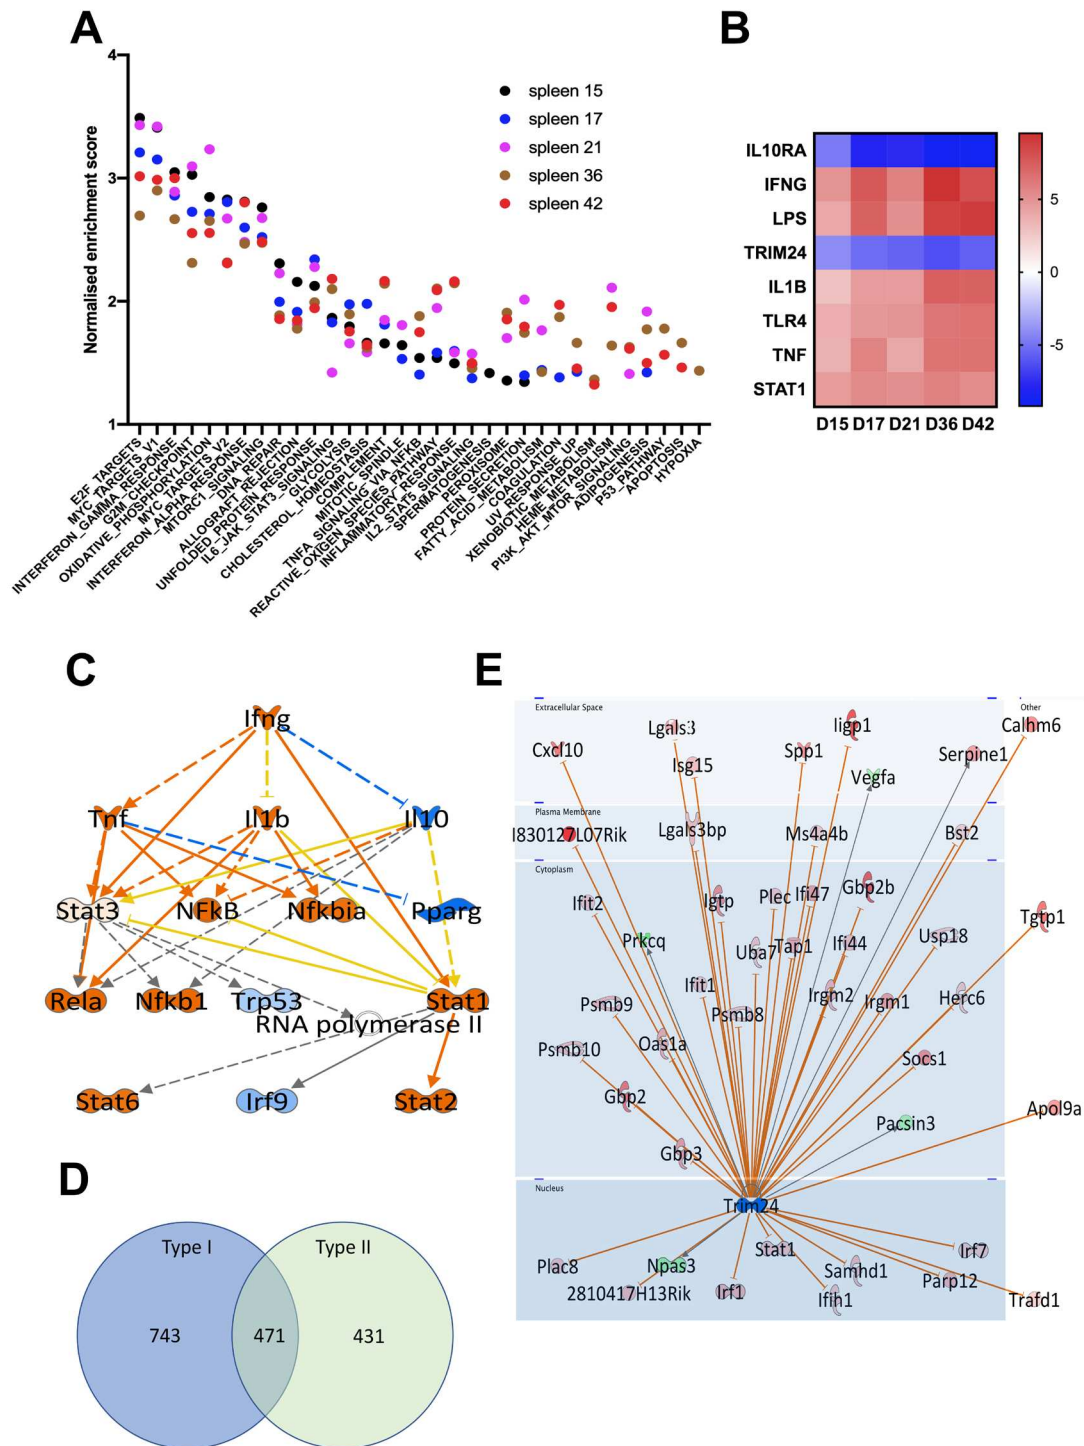 A
B
4
3
2
1
Normalised enrichment score
spleen 15
spleen 17
spleen 21
spleen 36
spleen 42
E2F_TARGETS
MYC_TARGETS_V1
INTERFERON_GAMMA_RESPONSE
G2M_CHECKPOINT
OXIDATIVE_PHOSPHORYLATION
MYC_TARGETS_V2
INTERFERON_ALPHA_RESPONSE
MTORC1_SIGNALING
DNA_REPAIR
ALLOGRAFT_REJECTION
UNFOLDED_PROTEIN_RESPONSE
IL6_JAK_STAT3_SIGNALING
GLYCOLYSIS
CHOLESTEROL_HOMEOSTASIS
COMPLEMENT
MITOTIC_SPINDLE
TNFA_SIGNALING_VIA_NFKB
REACTIVE_OXIGEN_SPECIES_PATHWAY
INFLAMMATORY_RESPONSE
IL2_STAT5_SIGNALING
SPERMATOGENESIS
PEROXISOME
PROTEIN_SECRETION
FATTY_ACID_METABOLISM
COAGULATION
UV_RESPONSE_UP
XENOBIOTIC_METABOLISM
HEME_METABOLISM
PI3K_AKT_MTOR_SIGNALING
ADIPOGENESIS
P53_PATHWAY
APOPTOSIS
HYPOXIA
IL10RA
IFNG
LPS
TRIM24
IL1B
TLR4
TNF
STAT1
D15 D17 D21 D36 D42
5
0
-5
C
Ifng
Tnf
Il1b
Il10
Stat3
NFkB
Nfkbia
Pparg
Rela
Nfkb1
Trp53
Stat1
RNA polymerase II
Stat6
Irf9
Stat2
D
Type I
Type II
743
471
431
E
Extracellular Space
Other
Lgals3
Iigp1
Calhm6
Cxcl10
Isg15
Spp1
Serpine1
Vegfa
Plasma Membrane
I830127L07Rik
Lgals3bp
Ms4a4b
Bst2
Cytoplasm
Ifit2
Igtp
Plec
Ifi47
Gbp2b
Tgtp1
Prkcq
Uba7
Tap1
Ifi44
Usp18
Ifit1
Psmb9
Psmb8
Irgm2
Irgm1
Herc6
Psmb10
Oas1a
Socs1
Gbp2
Apol9a
Pacsin3
Gbp3
Nucleus
Trim24
Plac8
Npas3
Stat1
Samhd1
Irf7
2810417H13Rik
Irf1
Ifih1
Parp12
Trafd1